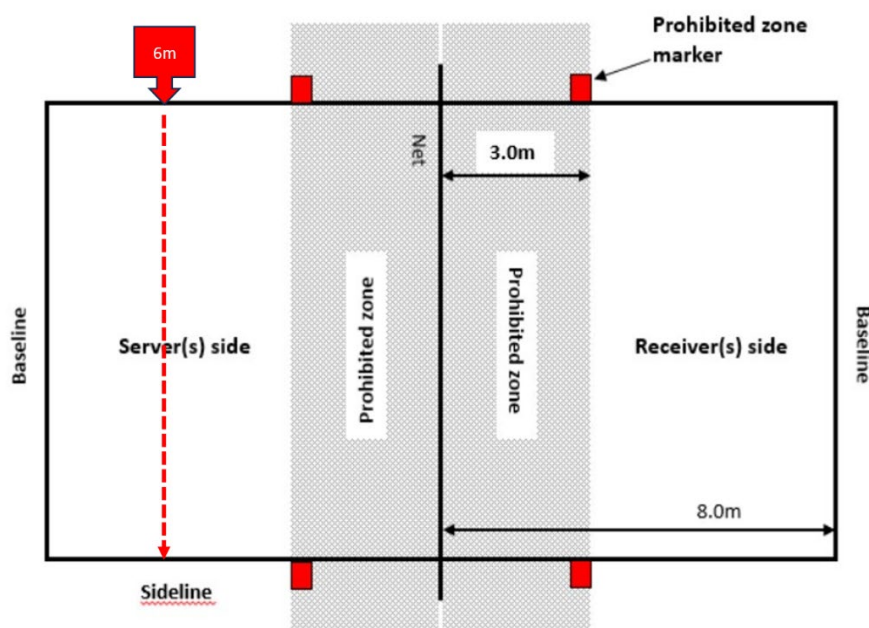 6m
Prohibited zone
marker
Net
3.0m
Baseline
Server(s) side
Prohibited zone
Prohibited zone
Receiver(s) side
Baseline
8.0m
Sideline